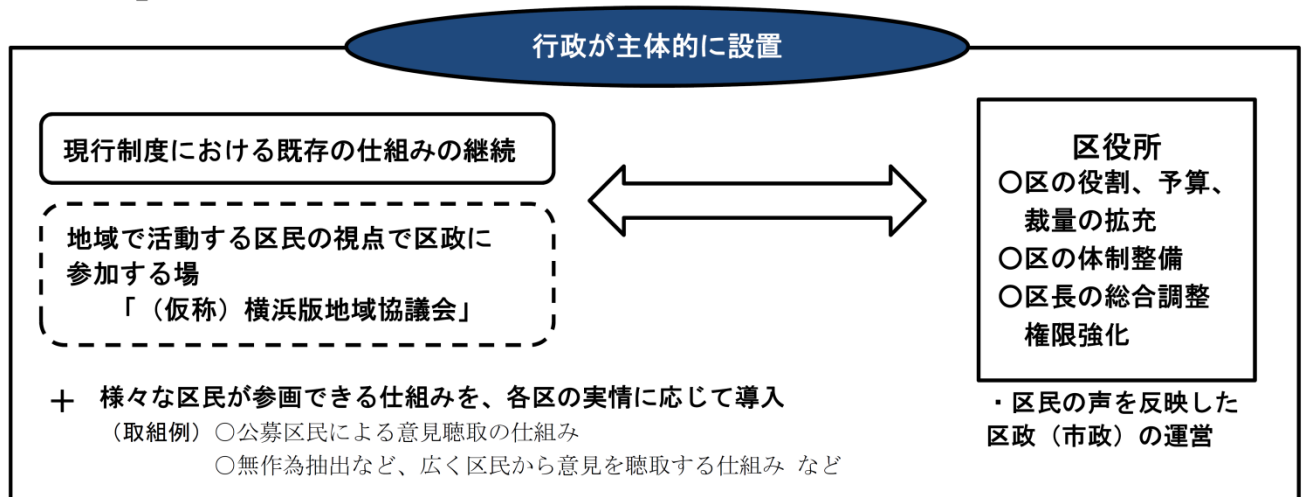 行政が主体的に設置
現行制度における既存の仕組みの継続
地域で活動する区民の視点で区政に
参加する場
「（仮称）横浜版地域協議会」
＋ 様々な区民が参画できる仕組みを、各区の実情に応じて導入
（取組例）○公募区民による意見聴取の仕組み
○無作為抽出など、広く区民から意見を聴取する仕組み など
区役所
○区の役割、予算、
裁量の拡充
○区の体制整備
○区長の総合調整
権限強化
・区民の声を反映した
区政（市政）の運営